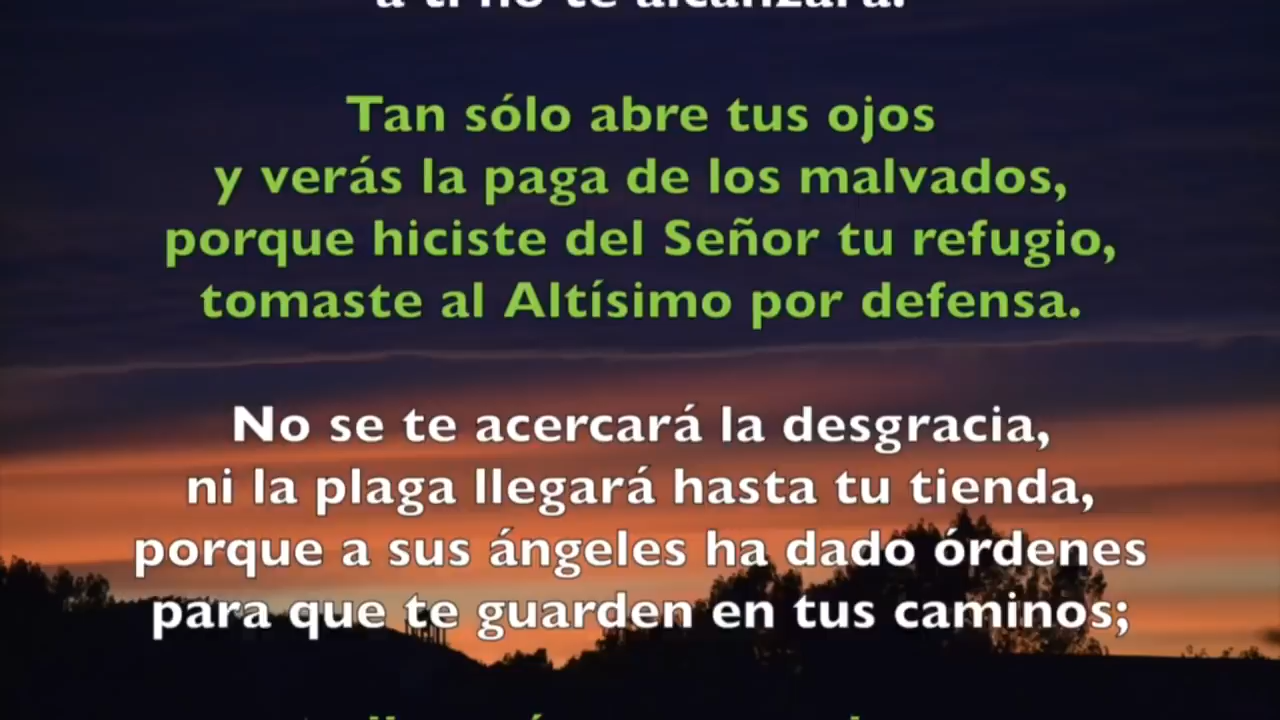 a ti no te alcanzará.
Tan sólo abre tus ojos
y verás la paga de los malvados,
porque hiciste del Señor tu refugio,
tomaste al Altísimo por defensa.
No se te acercará la desgracia,
ni la plaga llegará hasta tu tienda,
porque a sus ángeles ha dado órdenes
para que te guarden en tus caminos;